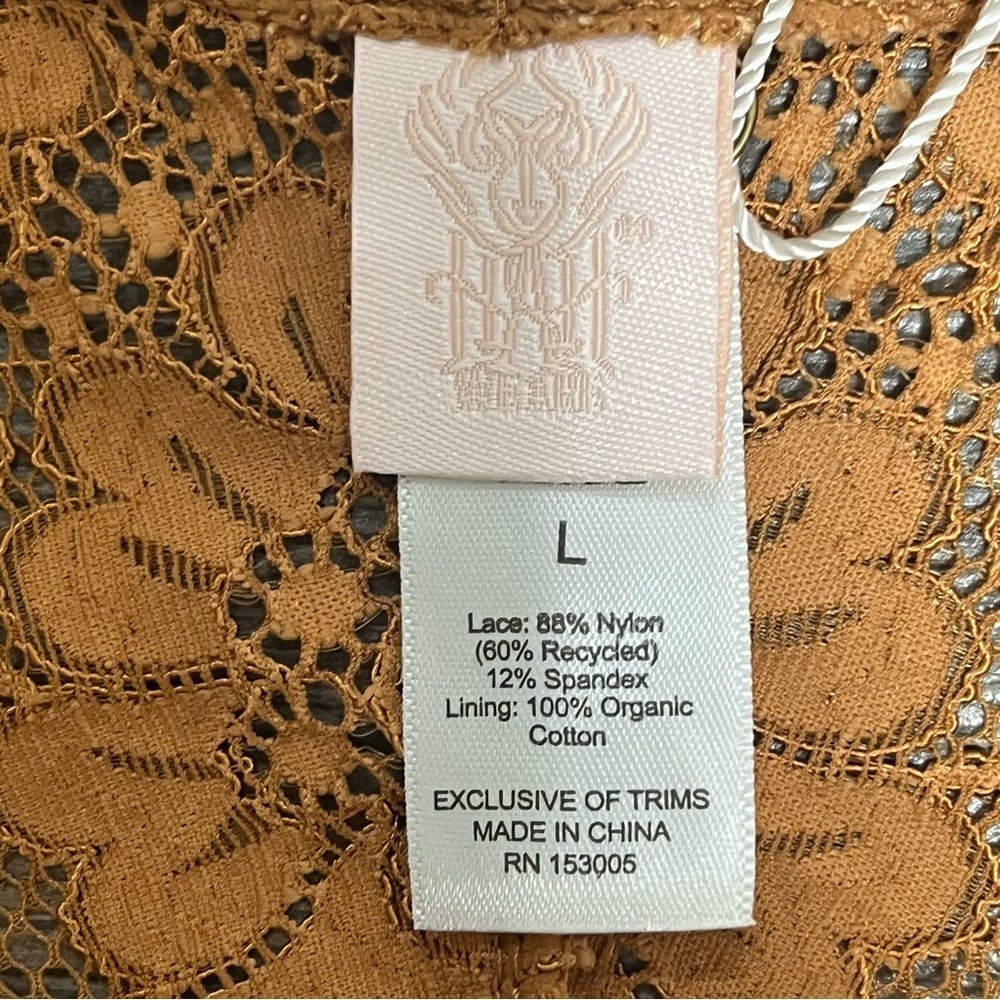 L
Lace: 88% Nylon
(60% Recycled)
12% Spandex
Lining: 100% Organic
Cotton
EXCLUSIVE OF TRIMS
MADE IN CHINA
RN 153005